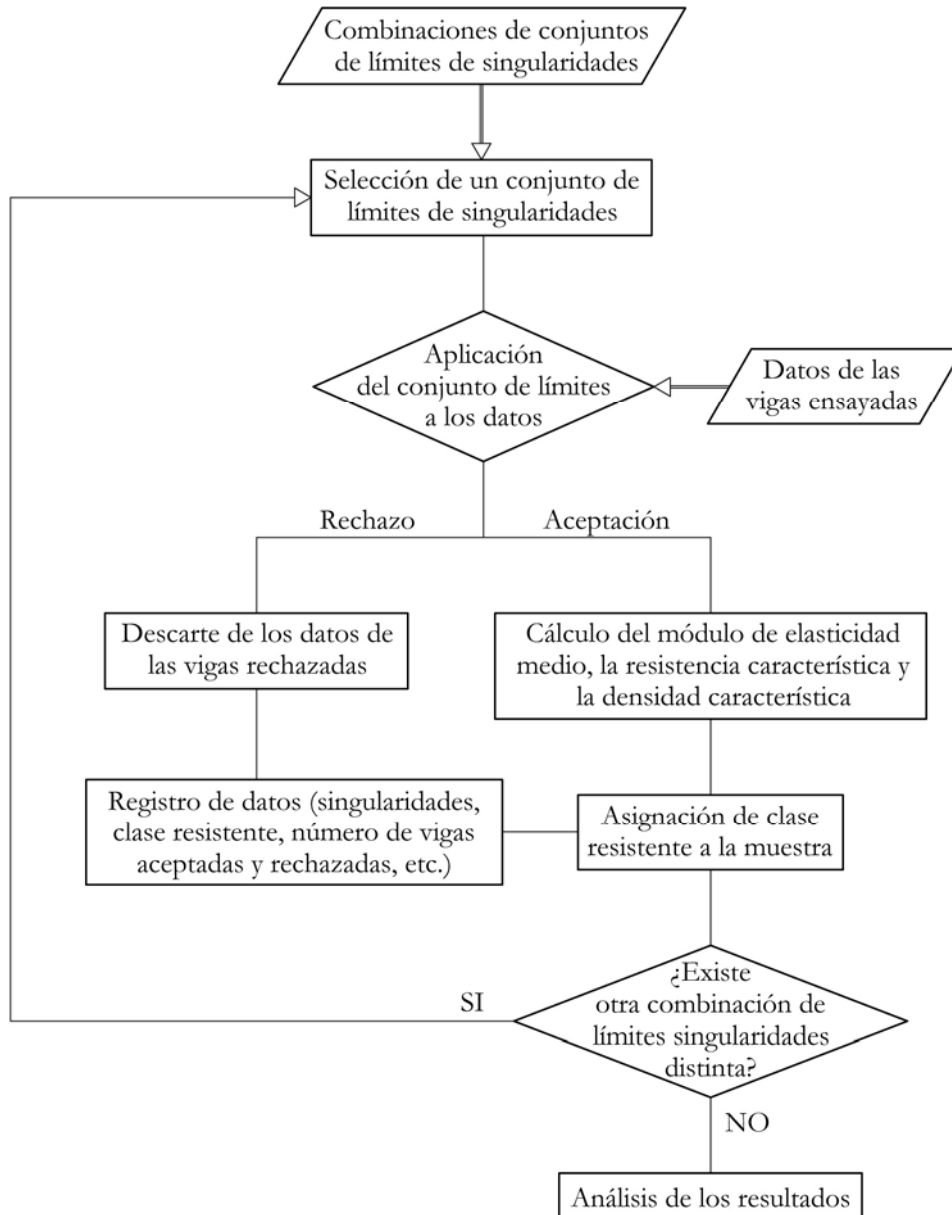 Combinaciones de conjuntos
de límites de singularidades
Selección de un conjunto de
límites de singularidades
Aplicación
del conjunto de límites
a los datos
Datos de las
vigas ensayadas
Rechazo
Aceptación
Descarte de los datos de
las vigas rechazadas
Cálculo del módulo de elasticidad
medio, la resistencia característica y
la densidad característica
Registro de datos (singularidades,
clase resistente, número de vigas
aceptadas y rechazadas, etc.)
Asignación de clase
resistente a la muestra
¿Existe
otra combinación de
límites singularidades
distinta?
SI
NO
Análisis de los resultados